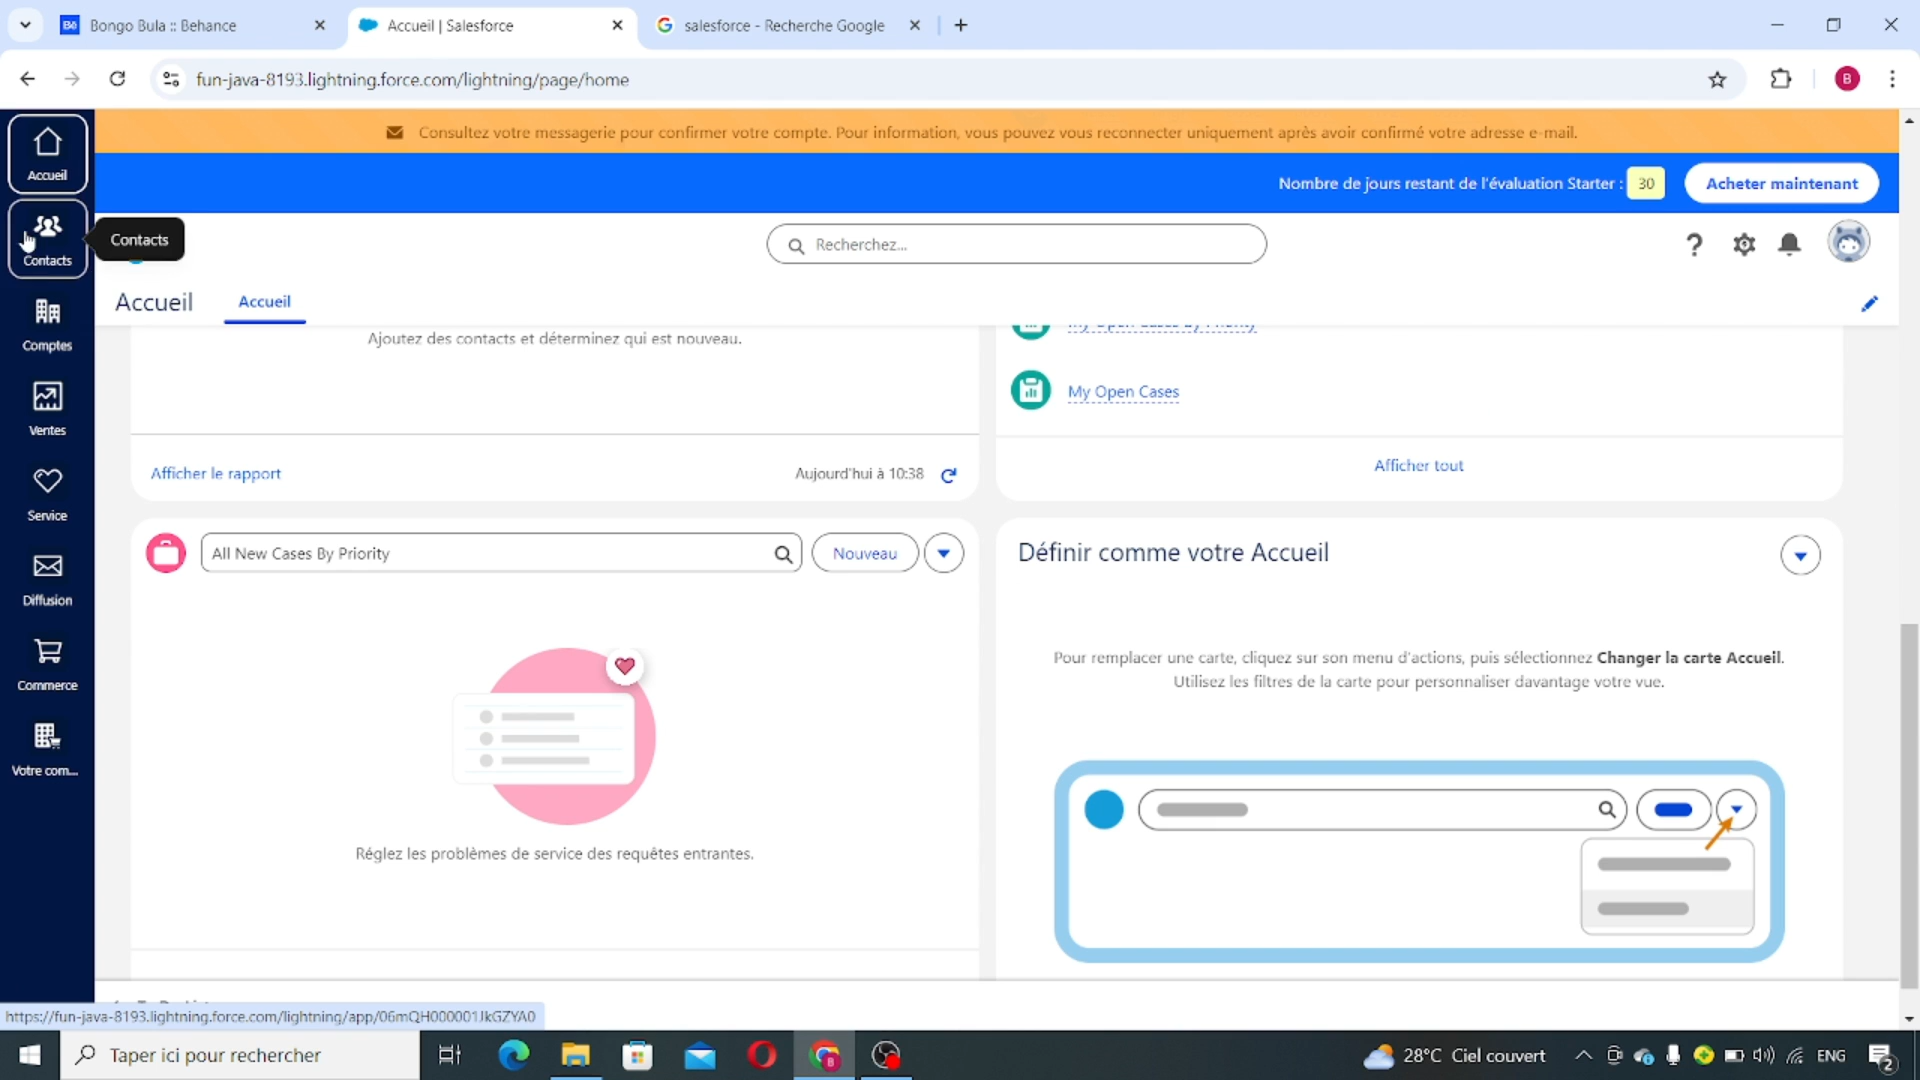 Bongo Bula :: Behance
Accueil | Salesforce
salesforce - Recherche Google
fun-java-8193.lightning.force.com/lightning/page/home
B
Consultez votre messagerie pour confirmer votre compte. Pour information, vous pouvez vous reconnecter uniquement après avoir confirmé votre adresse e-mail.
Nombre de jours restant de l'évaluation Starter : 30
Acheter maintenant
Accueil
Contacts
Contacts
Comptes
Ventes
Service
Diffusion
Commerce
Votre com...
Recherchez...
Accueil
Accueil
Ajoutez des contacts et déterminez qui est nouveau.
My Open Cases By Priority
My Open Cases
Afficher le rapport
Aujourd'hui à 10:38
Afficher tout
All New Cases By Priority
Nouveau
Définir comme votre Accueil
Pour remplacer une carte, cliquez sur son menu d'actions, puis sélectionnez Changer la carte Accueil.
Utilisez les filtres de la carte pour personnaliser davantage votre vue.
Réglez les problèmes de service des requêtes entrantes.
https://fun-java-8193.lightning.force.com/lightning/app/06mQH000001JkGZYA0
Taper ici pour rechercher
28°C Ciel couvert
ENG
2